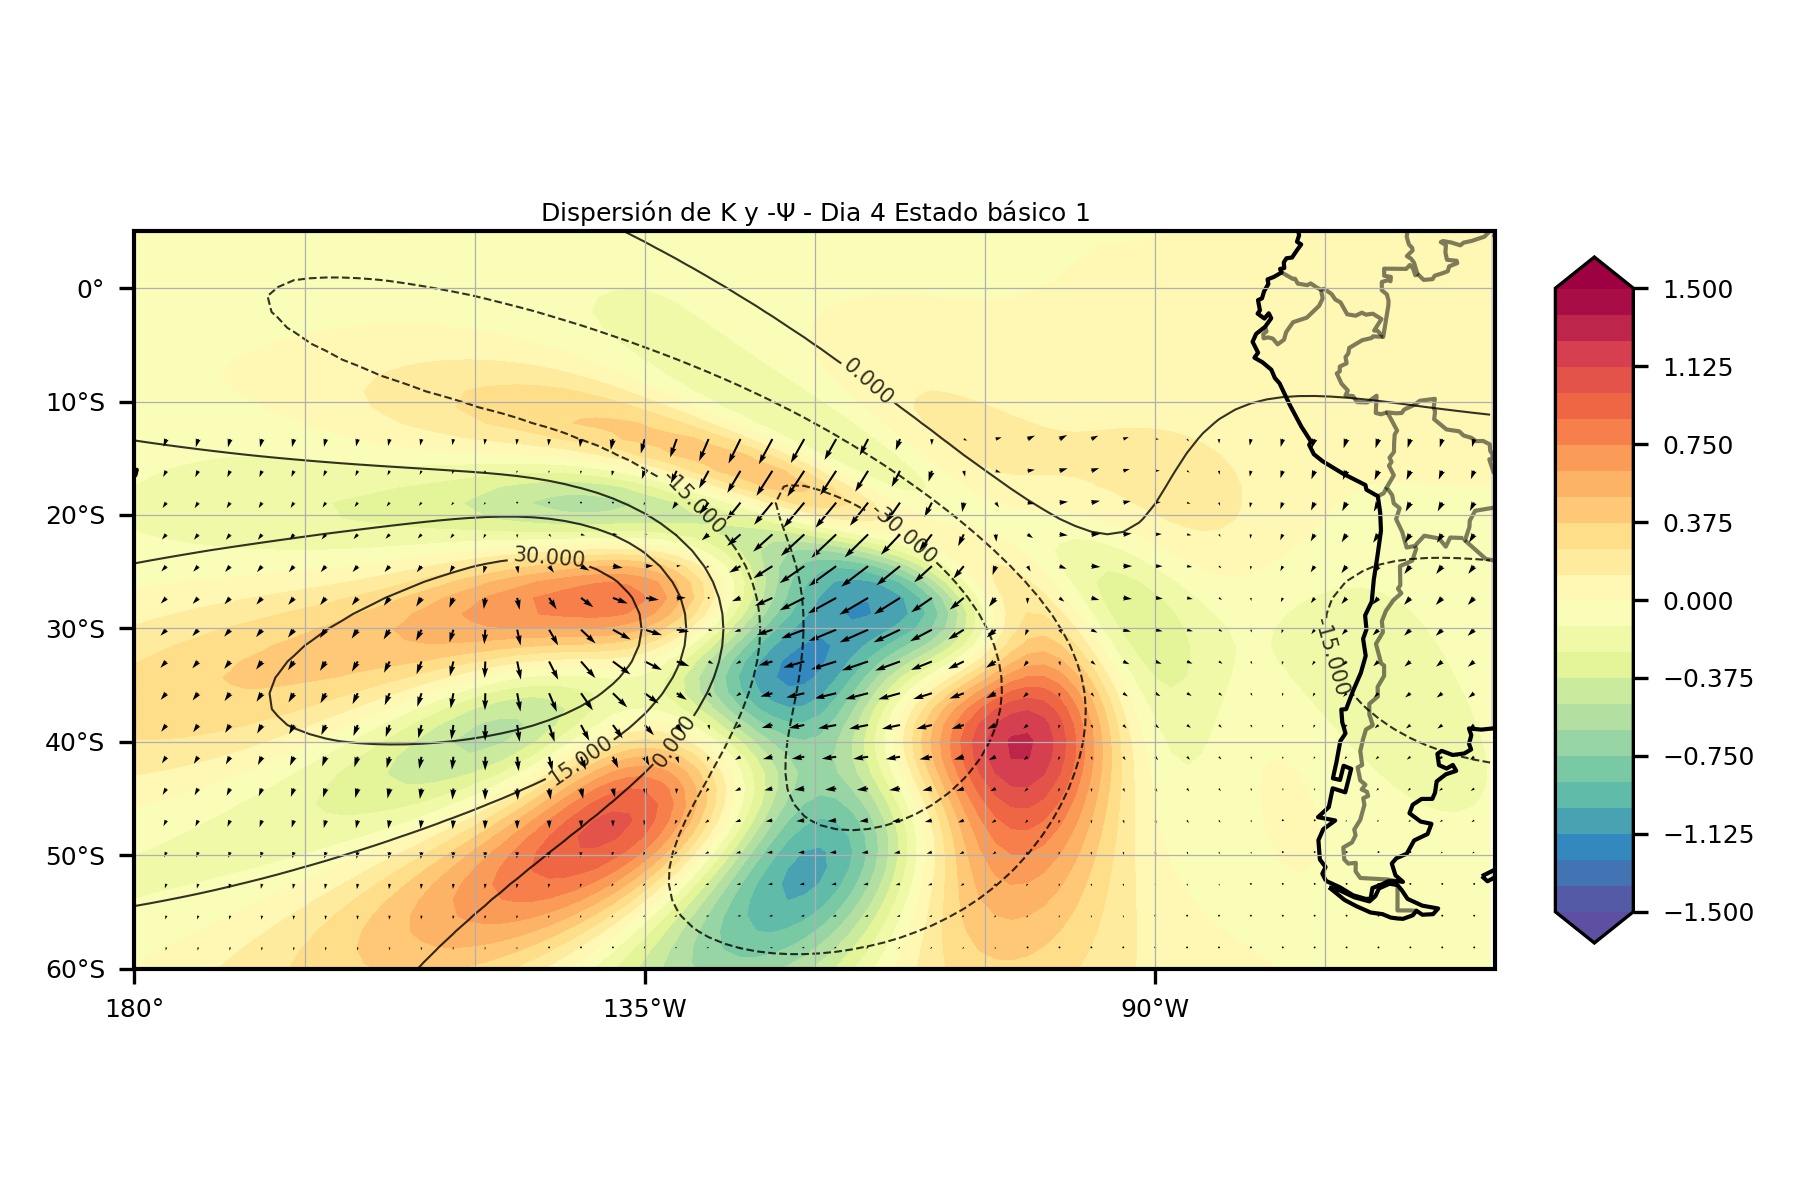 Dispersión de K y -Ψ - Dia 4 Estado básico 1
0°
10°S
20°S
30°S
40°S
50°S
60°S
180°
135°W
90°W
0.000
-15.000
-30.000
30.000
15.000
0.000
-15.000
1.500
1.125
0.750
0.375
0.000
−0.375
−0.750
−1.125
−1.500